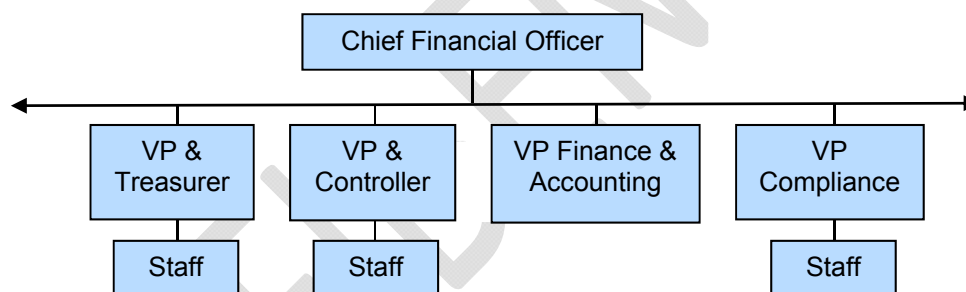 Chief Financial Officer
VP &
Treasurer
VP &
Controller
VP Finance &
Accounting
VP
Compliance
Staff
Staff
Staff